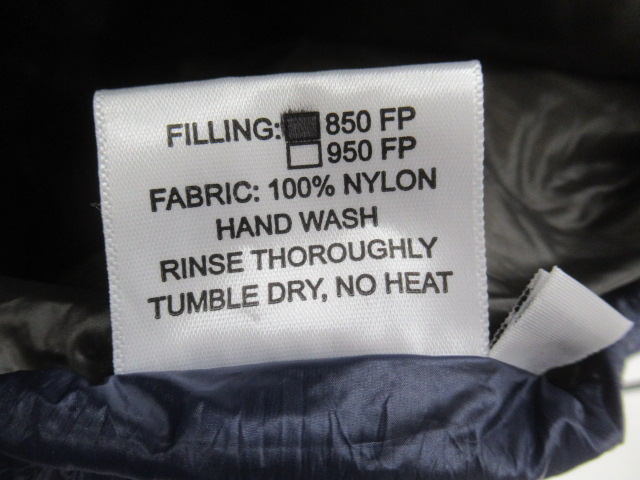 FILLING: 850 FP
950 FP
FABRIC: 100% NYLON
HAND WASH
RINSE THOROUGHLY
TUMBLE DRY, NO HEAT